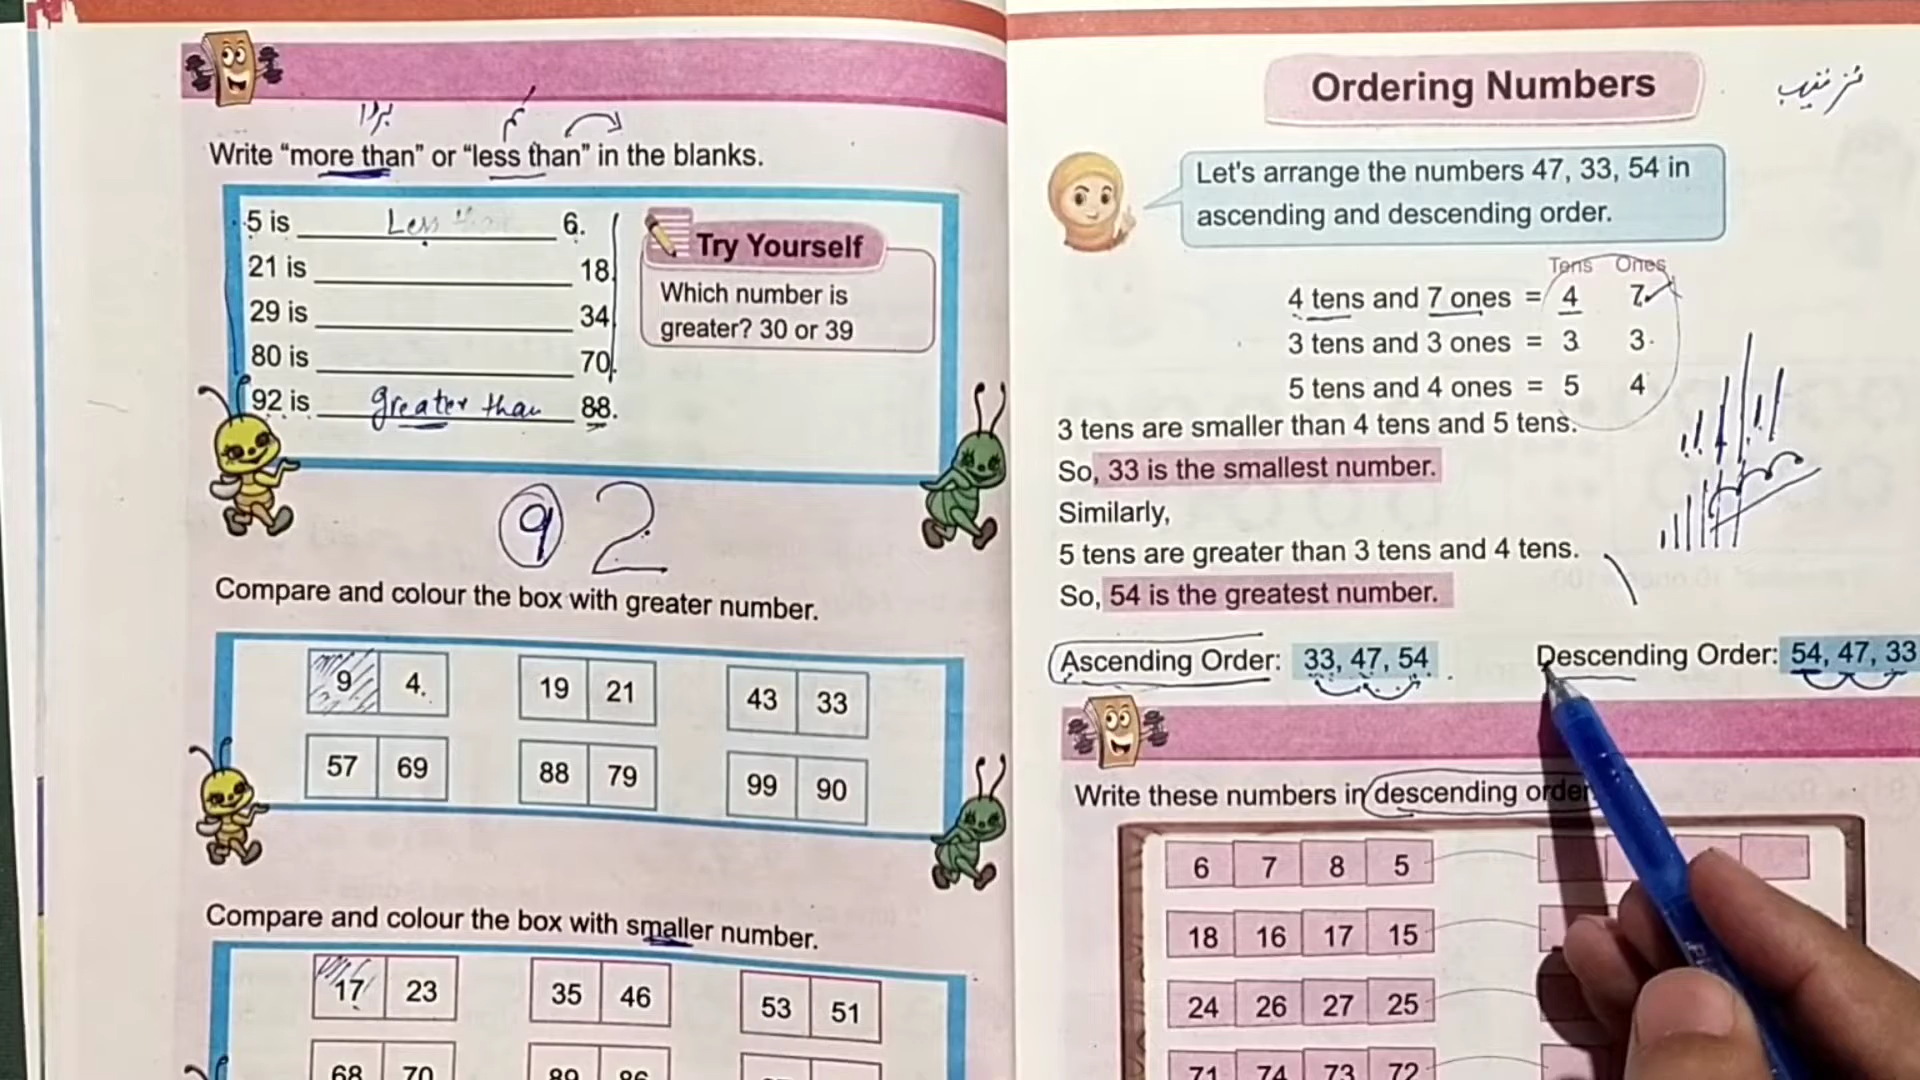 Write “more than” or “less than” in the blanks.
5 is Less than 6.
21 is 18.
29 is 34.
80 is 70.
92 is greater than 88.
Try Yourself
Which number is
greater? 30 or 39
9 2
Compare and colour the box with greater number.
9 4 19 21 43 33
57 69 88 79 99 90
Compare and colour the box with smaller number.
17 23 35 46 53 51
68 70 89 86
Ordering Numbers
ترتیب
Let's arrange the numbers 47, 33, 54 in
ascending and descending order.
Tens Ones
4 tens and 7 ones = 4 7
3 tens and 3 ones = 3 3
5 tens and 4 ones = 5 4
3 tens are smaller than 4 tens and 5 tens.
So, 33 is the smallest number.
Similarly,
5 tens are greater than 3 tens and 4 tens.
So, 54 is the greatest number.
Ascending Order: 33, 47, 54
Descending Order: 54, 47, 33
Write these numbers in descending order
6 7 8 5
18 16 17 15
24 26 27 25
71 74 73 72